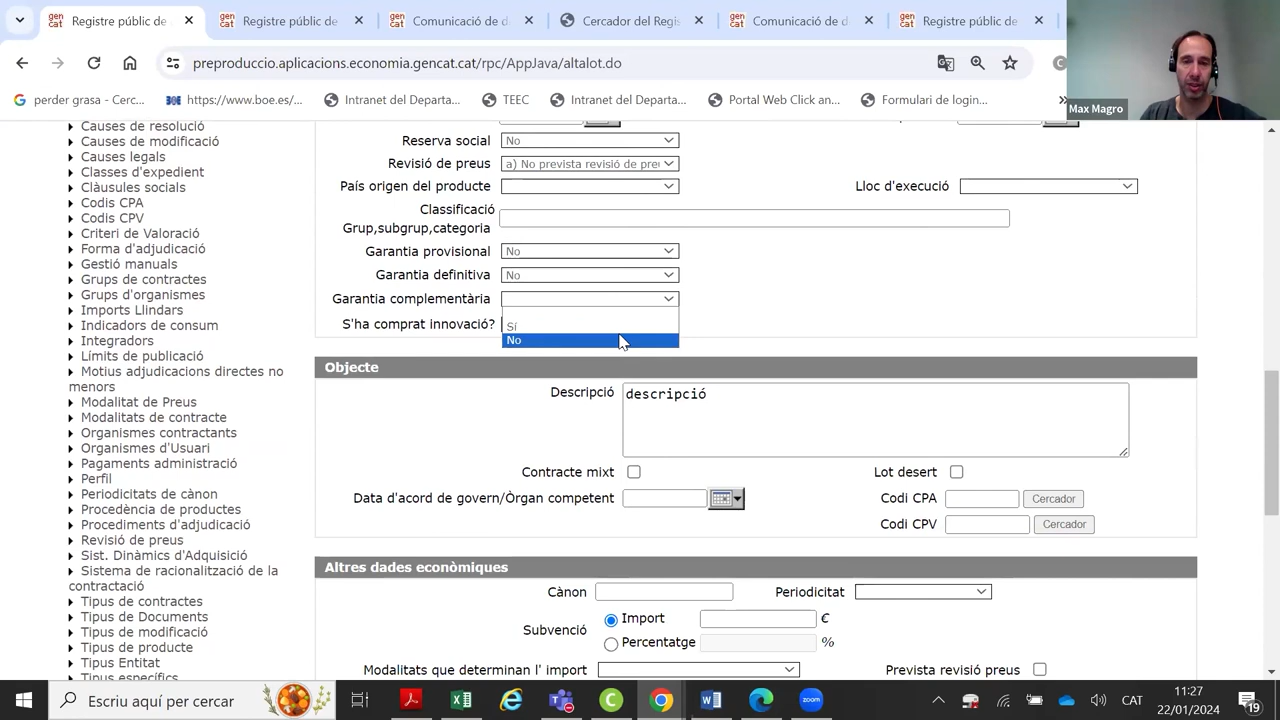 Registre públic de
Registre públic de
Comunicació de d
Cercador del Regis
Comunicació de d
Registre públic de
preproduccio.aplicacions.economia.gencat.cat/rpc/AppJava/altalot.do
perder grasa - Cerc...
https://www.boe.es/...
Intranet del Departa...
TEEC
Intranet del Departa...
Portal Web Click an...
Formulari de login...
Max Magro
Causes de resolució
Causes de modificació
Causes legals
Classes d'expedient
Clàusules socials
Codis CPA
Codis CPV
Criteri de Valoració
Forma d'adjudicació
Gestió manuals
Grups de contractes
Grups d'organismes
Imports Llindars
Indicadors de consum
Integradors
Límits de publicació
Motius adjudicacions directes no
menors
Modalitat de Preus
Modalitats de contracte
Organismes contractants
Organismes d'Usuari
Pagaments administració
Perfil
Periodicitats de cànon
Procedència de productes
Procediments d'adjudicació
Revisió de preus
Sist. Dinàmics d'Adquisició
Sistema de racionalització de la
contractació
Tipus de contractes
Tipus de Documents
Tipus de modificació
Tipus de producte
Tipus Entitat
Tipus específics
Reserva social No
Revisió de preus a) No prevista revisió de preu
País origen del producte Lloc d'execució
Classificació
Grup,subgrup,categoria
Garantia provisional No
Garantia definitiva No
Garantia complementària
S'ha comprat innovació?
Sí
No
Objecte
Descripció descripció
Contracte mixt Lot desert
Data d'acord de govern/Òrgan competent Codi CPA Cercador
Codi CPV Cercador
Altres dades econòmiques
Cànon Periodicitat
Subvenció Import €
Percentatge %
Modalitats que determinan l' import Prevista revisió preus
Escriu aquí per cercar
CAT
11:27
22/01/2024
19